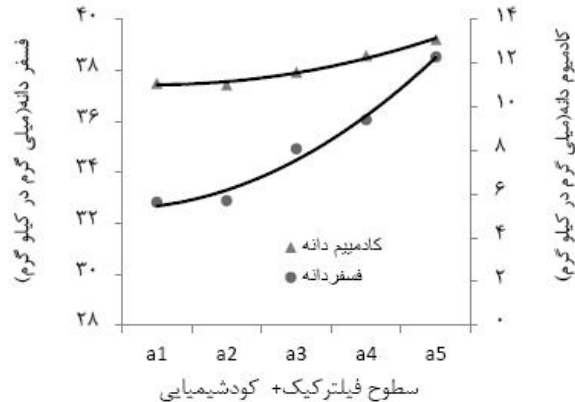 فسفر دانه(میلی گرم در کیلو گرم)
۴۰
۳۸
۳۶
۳۴
۳۲
۳۰
۲۸
کادمیوم دانه(میلی گرم در کیلو گرم)
۱۴
۱۲
۱۰
۸
۶
۴
۲
۰
کادمییم دانه
فسفردانه
a1 a2 a3 a4 a5
سطوح فیلترکیک+ کودشیمیایی